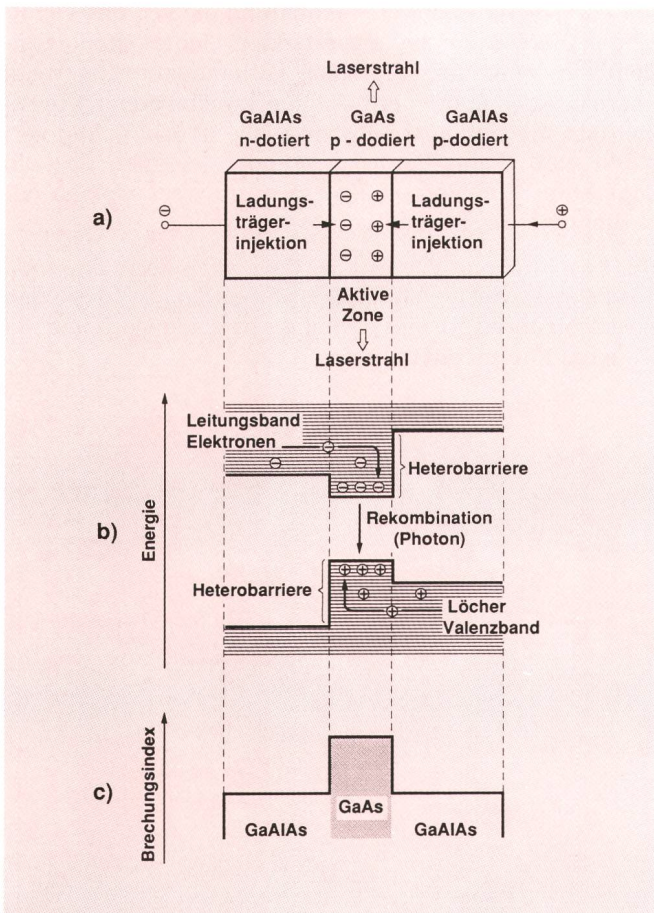 Laserstrahl
GaAlAs
n-dotiert
GaAs
p - dodiert
GaAlAs
p-dodiert
a)
⊖
Ladungs-
träger-
injektion
⊖ ⊕
⊖ ⊕
⊖ ⊕
Ladungs-
träger-
injektion
⊕
Aktive
Zone
Laserstrahl
b)
Energie
Leitungsband
Elektronen
⊖
⊖ ⊖
⊖ ⊖ ⊖
Heterobarriere
Rekombination
(Photon)
Heterobarriere
⊕ ⊕ ⊕
⊕ ⊕
⊕
Löcher
Valenzband
c)
Brechungsindex
GaAlAs
GaAs
GaAlAs